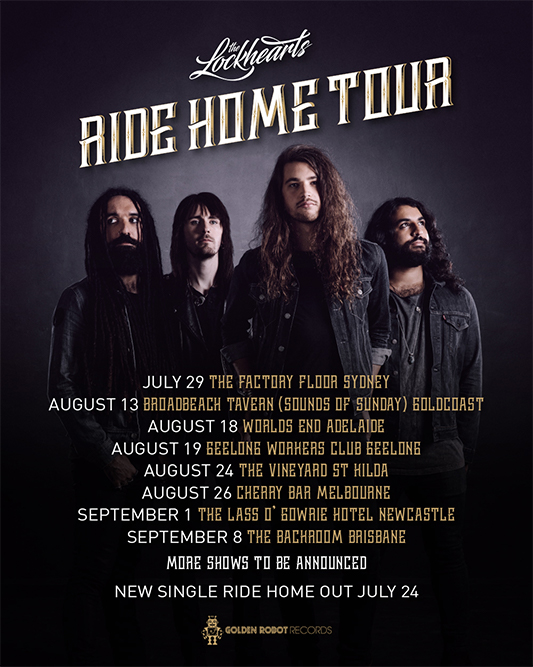 the
Lockhearts
RIDE HOME TOUR
JULY 29 THE FACTORY FLOOR SYDNEY
AUGUST 13 BROADBEACH TAVERN (SOUNDS OF SUNDAY) GOLDCOAST
AUGUST 18 WORLDS END ADELAIDE
AUGUST 19 GEELONG WORKERS CLUB GEELONG
AUGUST 24 THE VINEYARD ST KILDA
AUGUST 26 CHERRY BAR MELBOURNE
SEPTEMBER 1 THE LASS O' GOWRIE HOTEL NEWCASTLE
SEPTEMBER 8 THE BACKROOM BRISBANE
MORE SHOWS TO BE ANNOUNCED
NEW SINGLE RIDE HOME OUT JULY 24
GOLDEN ROBOT RECORDS